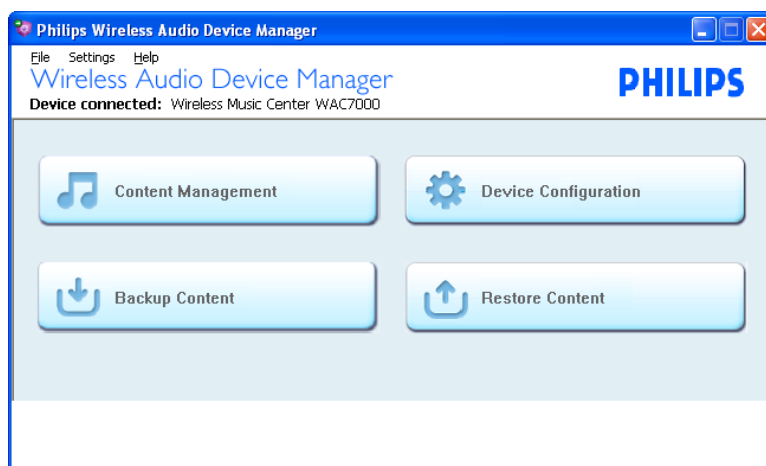 Philips Wireless Audio Device Manager
File Settings Help
Wireless Audio Device Manager
PHILIPS
Device connected: Wireless Music Center WAC7000
Content Management
Device Configuration
Backup Content
Restore Content